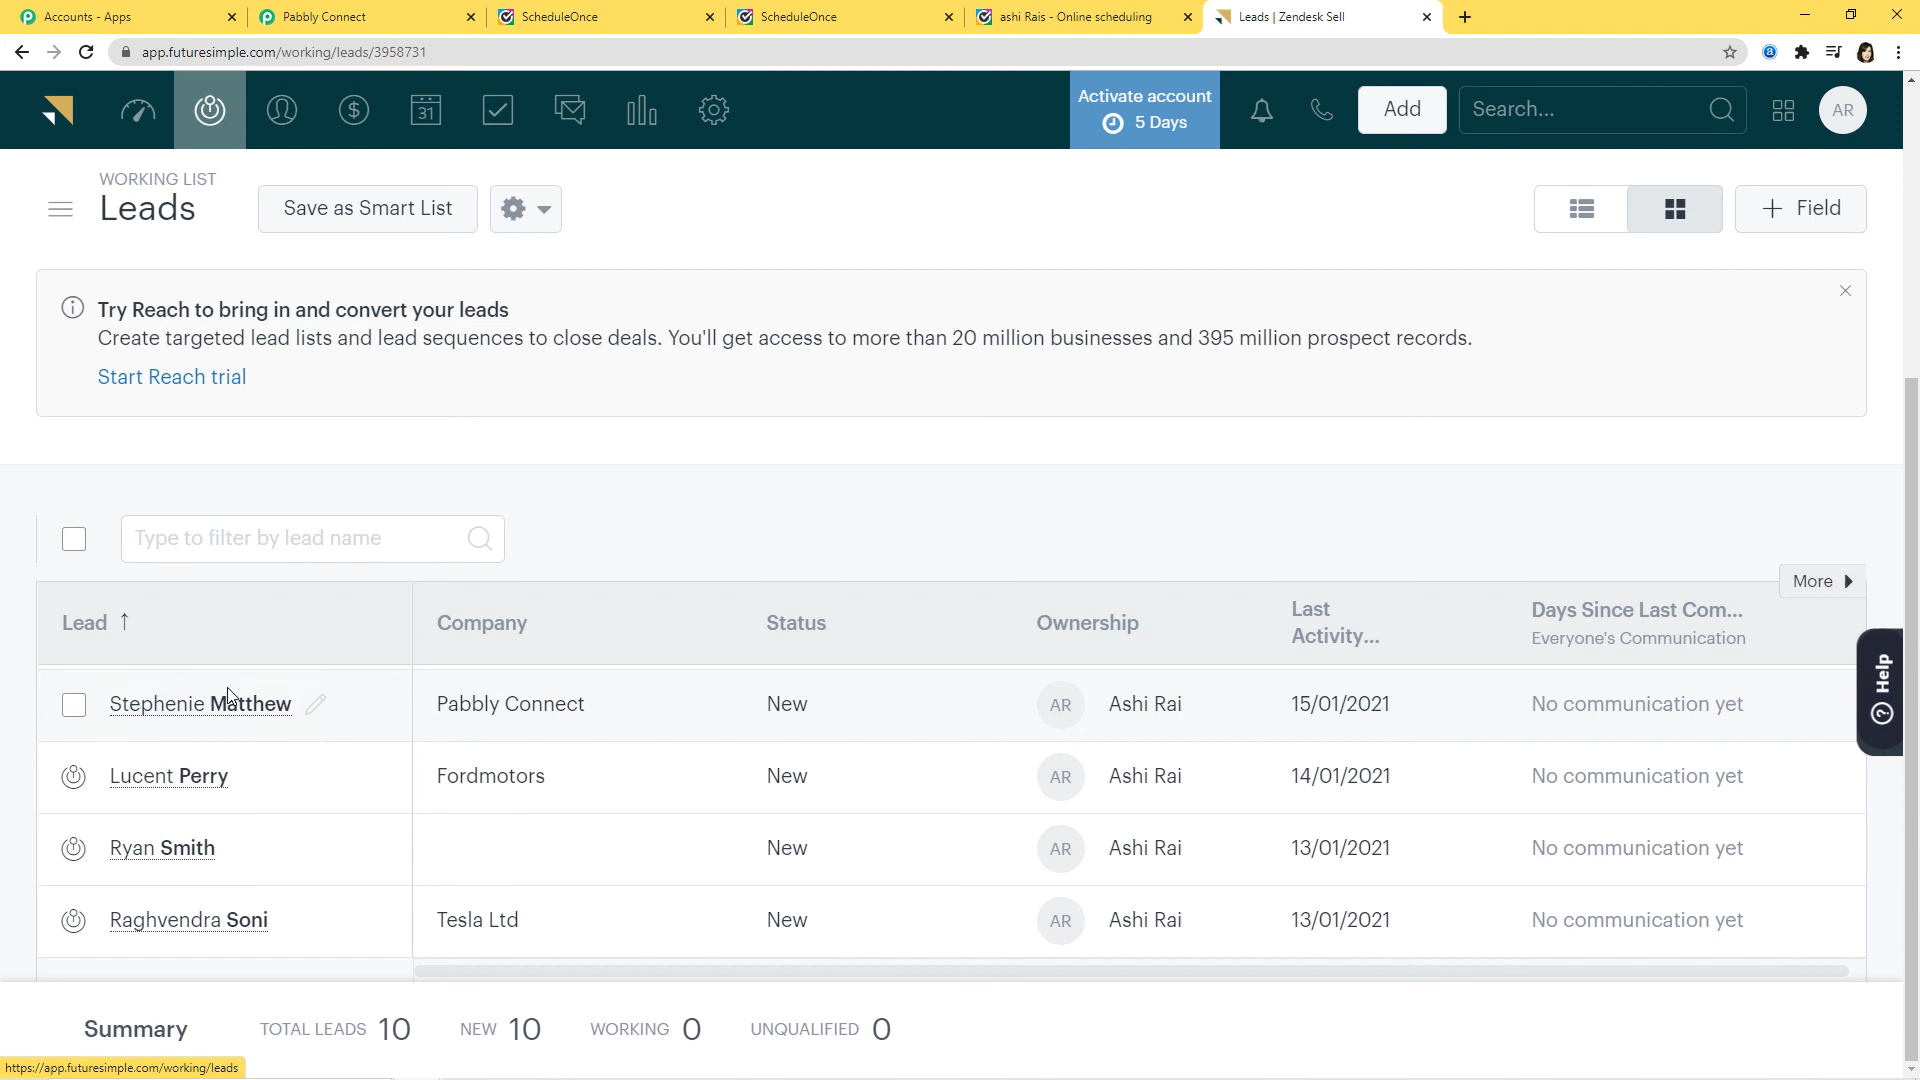 Accounts - Apps
Pabbly Connect
ScheduleOnce
ScheduleOnce
ashi Rais - Online scheduling
Leads | Zendesk Sell
app.futuresimple.com/working/leads/3958731
31
Activate account
5 Days
Add
Search...
AR
WORKING LIST
Leads
Save as Smart List
Field
Try Reach to bring in and convert your leads
Create targeted lead lists and lead sequences to close deals. You'll get access to more than 20 million businesses and 395 million prospect records.
Start Reach trial
Type to filter by lead name
More
Lead ↑
Company
Status
Ownership
Last
Activity...
Days Since Last Com...
Everyone's Communication
Stephenie Matthew
Pabbly Connect
New
AR
Ashi Rai
15/01/2021
No communication yet
Lucent Perry
Fordmotors
New
AR
Ashi Rai
14/01/2021
No communication yet
Ryan Smith
New
AR
Ashi Rai
13/01/2021
No communication yet
Raghvendra Soni
Tesla Ltd
New
AR
Ashi Rai
13/01/2021
No communication yet
Help
Summary
TOTAL LEADS 10
NEW 10
WORKING 0
UNQUALIFIED 0
https://app.futuresimple.com/working/leads